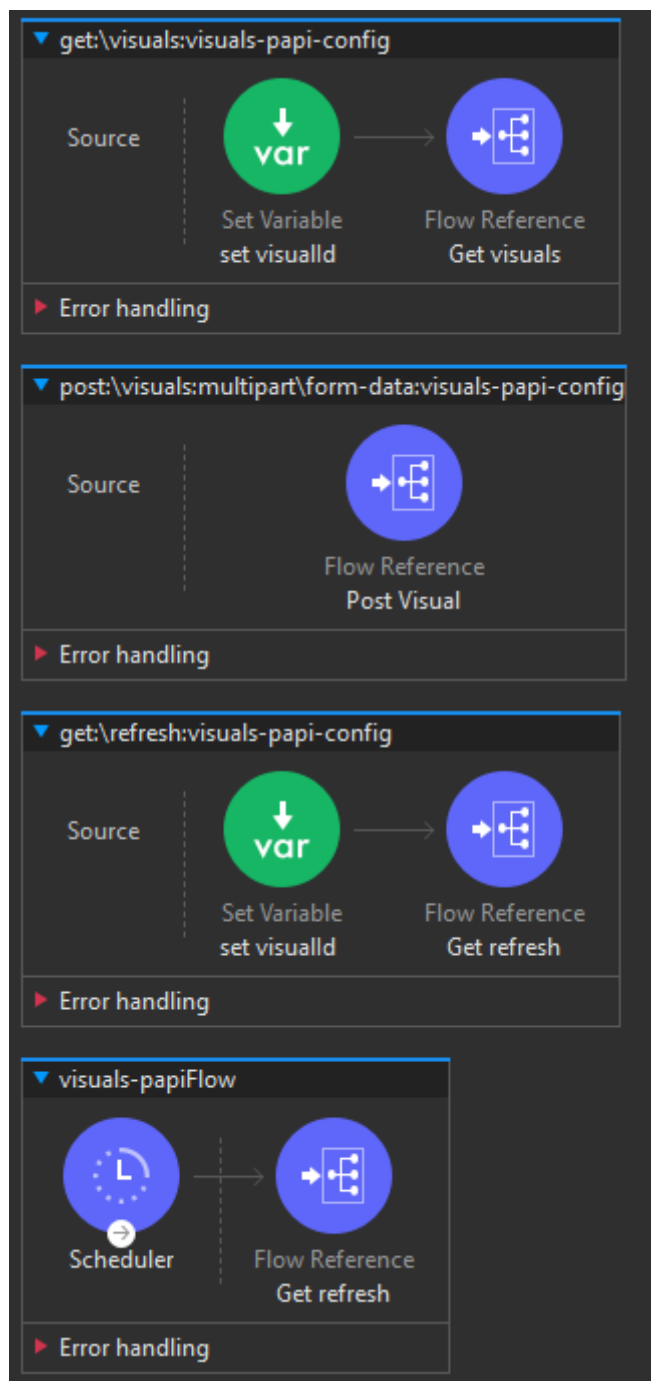 get:\visuals:visuals-papi-config
Source
var
Set Variable
set visualId
Flow Reference
Get visuals
Error handling
post:\visuals:multipart\form-data:visuals-papi-config
Source
Flow Reference
Post Visual
Error handling
get:\refresh:visuals-papi-config
Source
var
Set Variable
set visualId
Flow Reference
Get refresh
Error handling
visuals-papiFlow
Scheduler
Flow Reference
Get refresh
Error handling